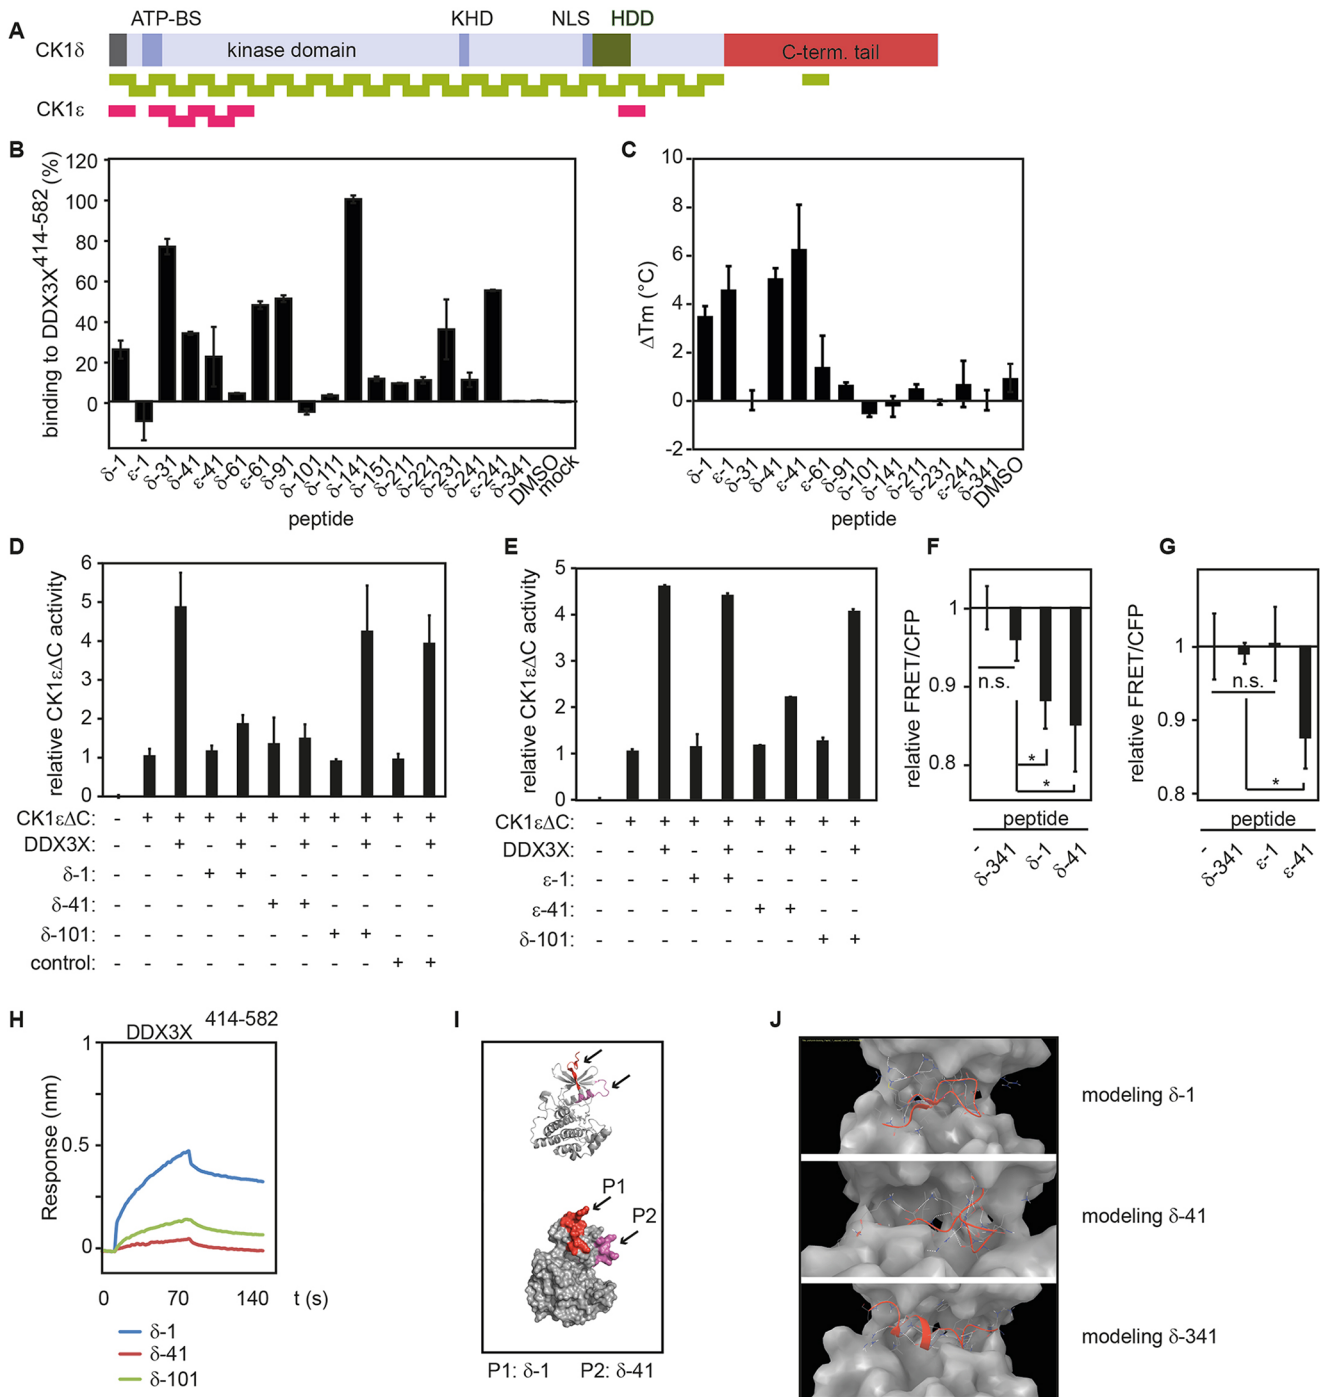 A
ATP-BS KHD NLS HDD
CK1δ kinase domain C-term. tail
CK1ε
B
binding to DDX3X414-582 (%)
120
100
80
60
40
20
0
δ-1 ε-1 δ-31 δ-41 ε-41 δ-61 ε-61 δ-91 δ-101 δ-111 δ-141 δ-151 δ-211 δ-221 δ-231 δ-241 ε-241 δ-341 DMSO mock
peptide
C
ΔTm (°C)
10
8
6
4
2
0
-2
δ-1 ε-1 δ-31 δ-41 ε-41 ε-61 δ-91 δ-101 δ-141 δ-211 δ-231 ε-241 δ-341 DMSO
peptide
D
relative CK1εΔC activity
6
5
4
3
2
1
0
CK1εΔC: - + + + + + + + + + +
DDX3X: - - + - + - + - + - +
δ-1: - - - + + - - - - - -
δ-41: - - - - - + + - - - -
δ-101: - - - - - - - + + - -
control: - - - - - - - - - + +
E
relative CK1εΔC activity
5
4
3
2
1
0
CK1εΔC: - + + + + + + + +
DDX3X: - - + - + - + - +
ε-1: - - - + + - - - -
ε-41: - - - - - + + - -
δ-101: - - - - - - - + +
F
relative FRET/CFP
1
0.9
0.8
n.s.
*
*
peptide
- δ-341 δ-1 δ-41
G
relative FRET/CFP
1
0.9
0.8
n.s.
*
peptide
- δ-341 ε-1 ε-41
H
DDX3X 414-582
Response (nm)
1
0.5
0
0 70 140 t (s)
δ-1
δ-41
δ-101
I
P1
P2
P1: δ-1 P2: δ-41
J
modeling δ-1
modeling δ-41
modeling δ-341